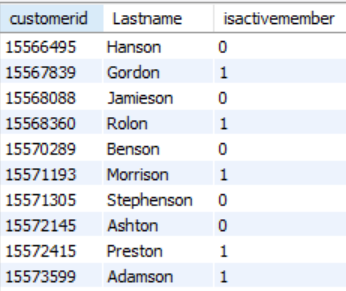 customerid Lastname isactivemember
15566495 Hanson 0
15567839 Gordon 1
15568088 Jamieson 0
15568360 Rolon 1
15570289 Benson 0
15571193 Morrison 1
15571305 Stephenson 0
15572145 Ashton 0
15572415 Preston 1
15573599 Adamson 1